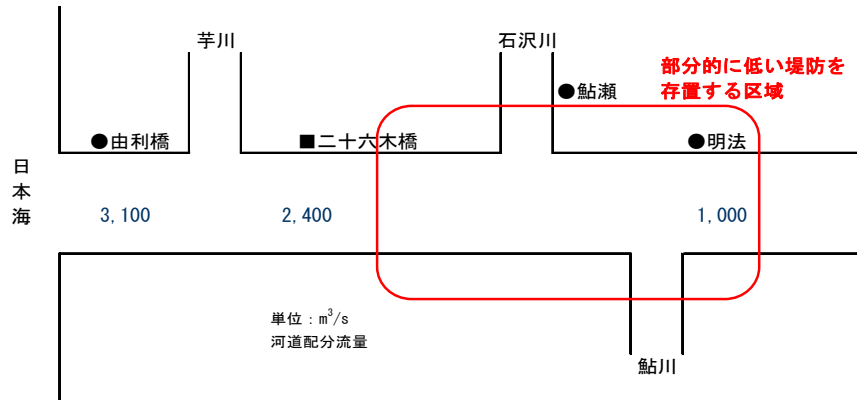 芋川
石沢川
部分的に低い堤防を
存置する区域
●鮎瀬
●由利橋
■二十六木橋
●明法
日本海
3,100
2,400
1,000
単位：m³/s
河道配分流量
鮎川